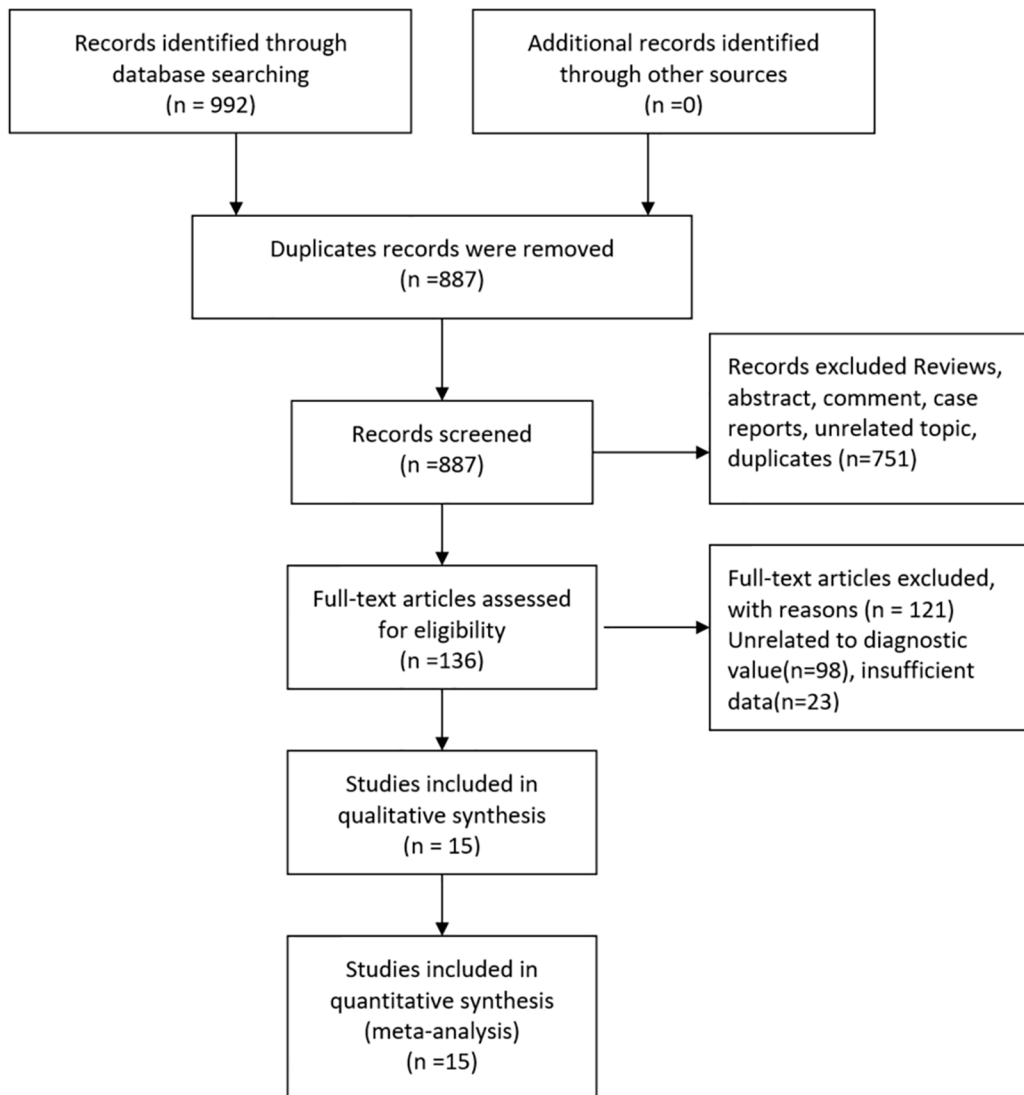 Records identified through
database searching
(n = 992)
Additional records identified
through other sources
(n =0)
Duplicates records were removed
(n =887)
Records screened
(n =887)
Records excluded Reviews,
abstract, comment, case
reports, unrelated topic,
duplicates (n=751)
Full-text articles assessed
for eligibility
(n =136)
Full-text articles excluded,
with reasons (n = 121)
Unrelated to diagnostic
value(n=98), insufficient
data(n=23)
Studies included in
qualitative synthesis
(n = 15)
Studies included in
quantitative synthesis
(meta-analysis)
(n =15)